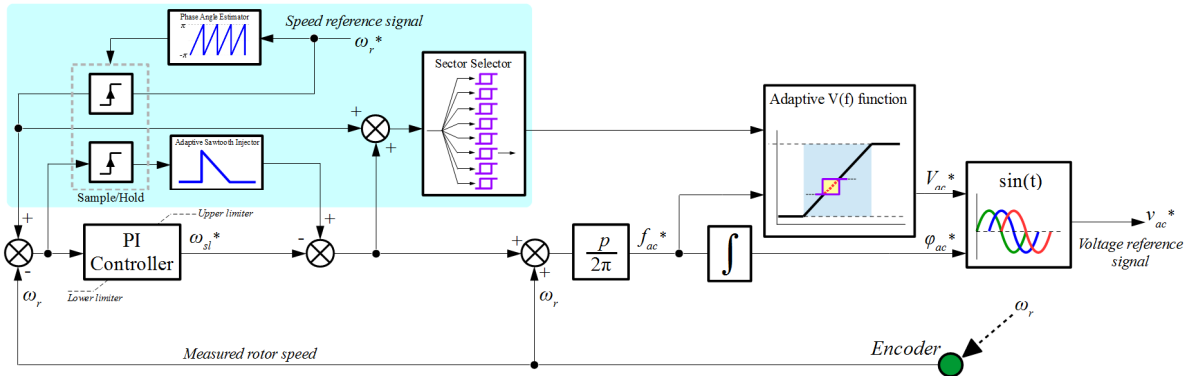 Phase Angle Estimator
π
-π
Speed reference signal
ω_r*
Sector Selector
Adaptive V(f) function
+
+
Adaptive Sawtooth Injector
Sample/Hold
V_ac*
sin(t)
v_ac*
Voltage reference
signal
+
-
Upper limiter
PI
Controller
ω_sl*
Lower limiter
+
-
+
+
p
2π
f_ac*
∫
φ_ac*
ω_r
ω_r
ω_r
Measured rotor speed
Encoder